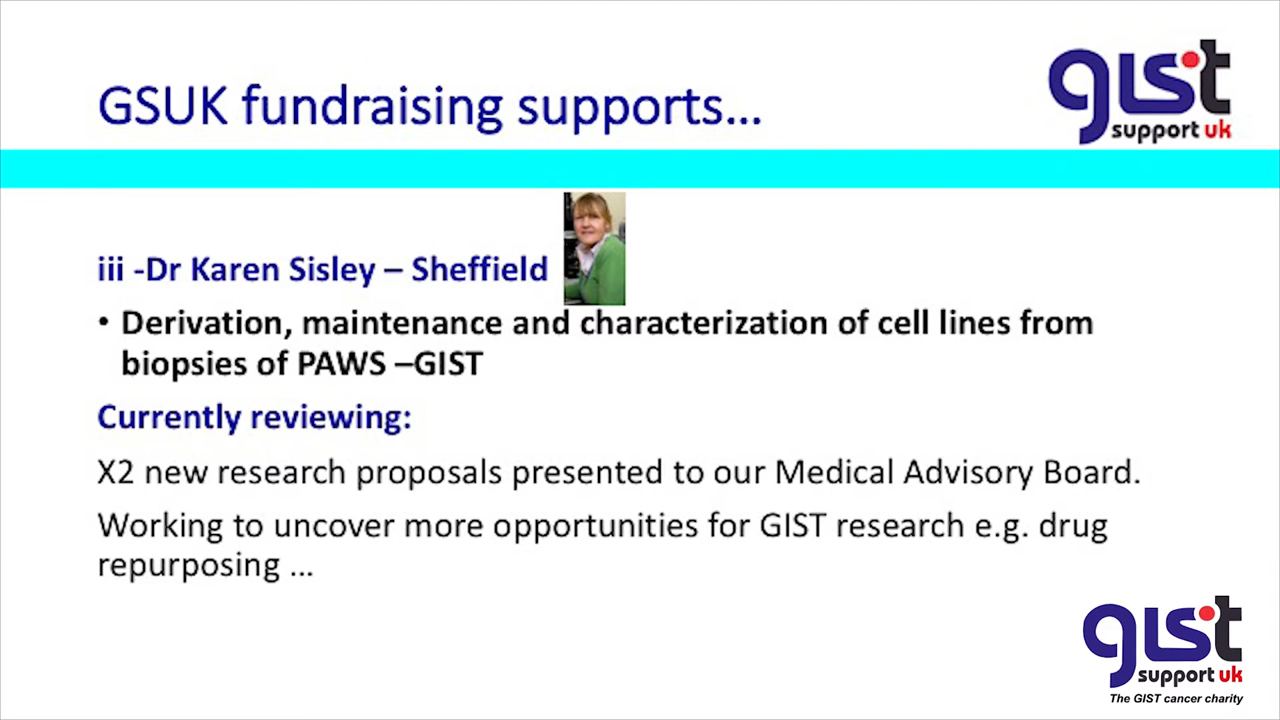 GSUK fundraising supports...
gist
support uk
iii -Dr Karen Sisley – Sheffield
• Derivation, maintenance and characterization of cell lines from
biopsies of PAWS –GIST
Currently reviewing:
X2 new research proposals presented to our Medical Advisory Board.
Working to uncover more opportunities for GIST research e.g. drug
repurposing ...
gist
support uk
The GIST cancer charity